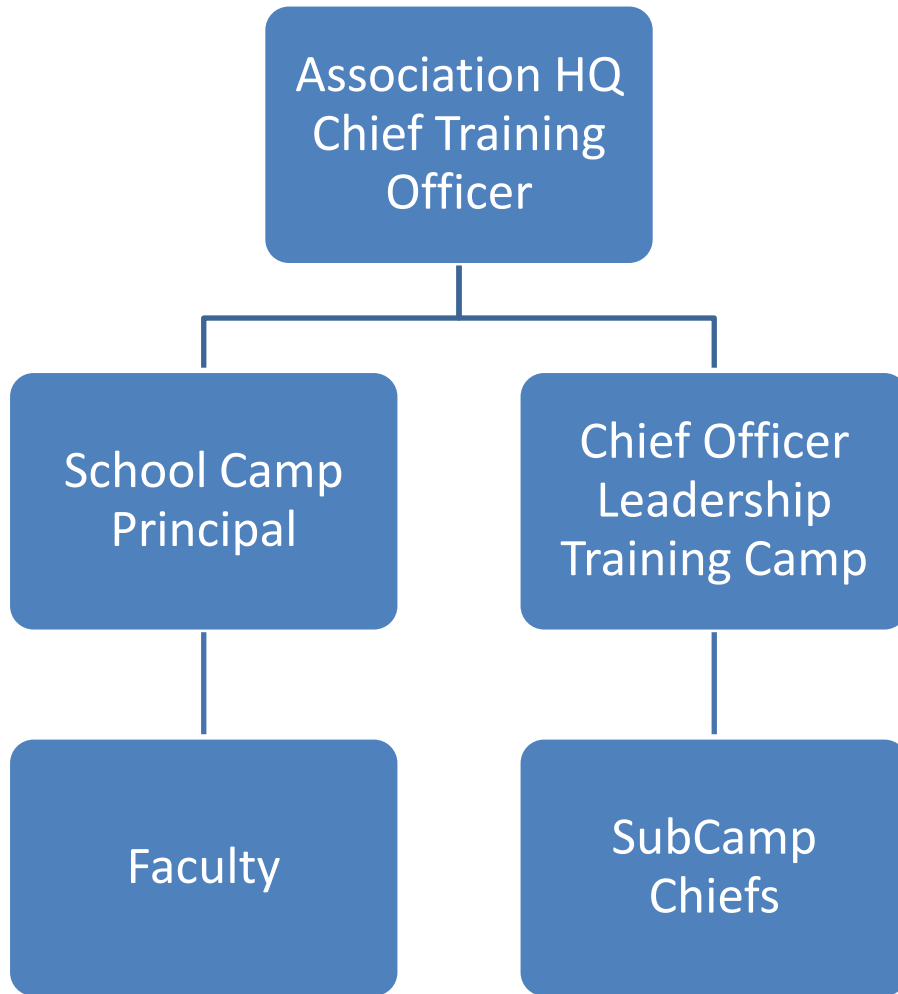 Association HQ
Chief Training
Officer
School Camp
Principal
Chief Officer
Leadership
Training Camp
Faculty
SubCamp
Chiefs